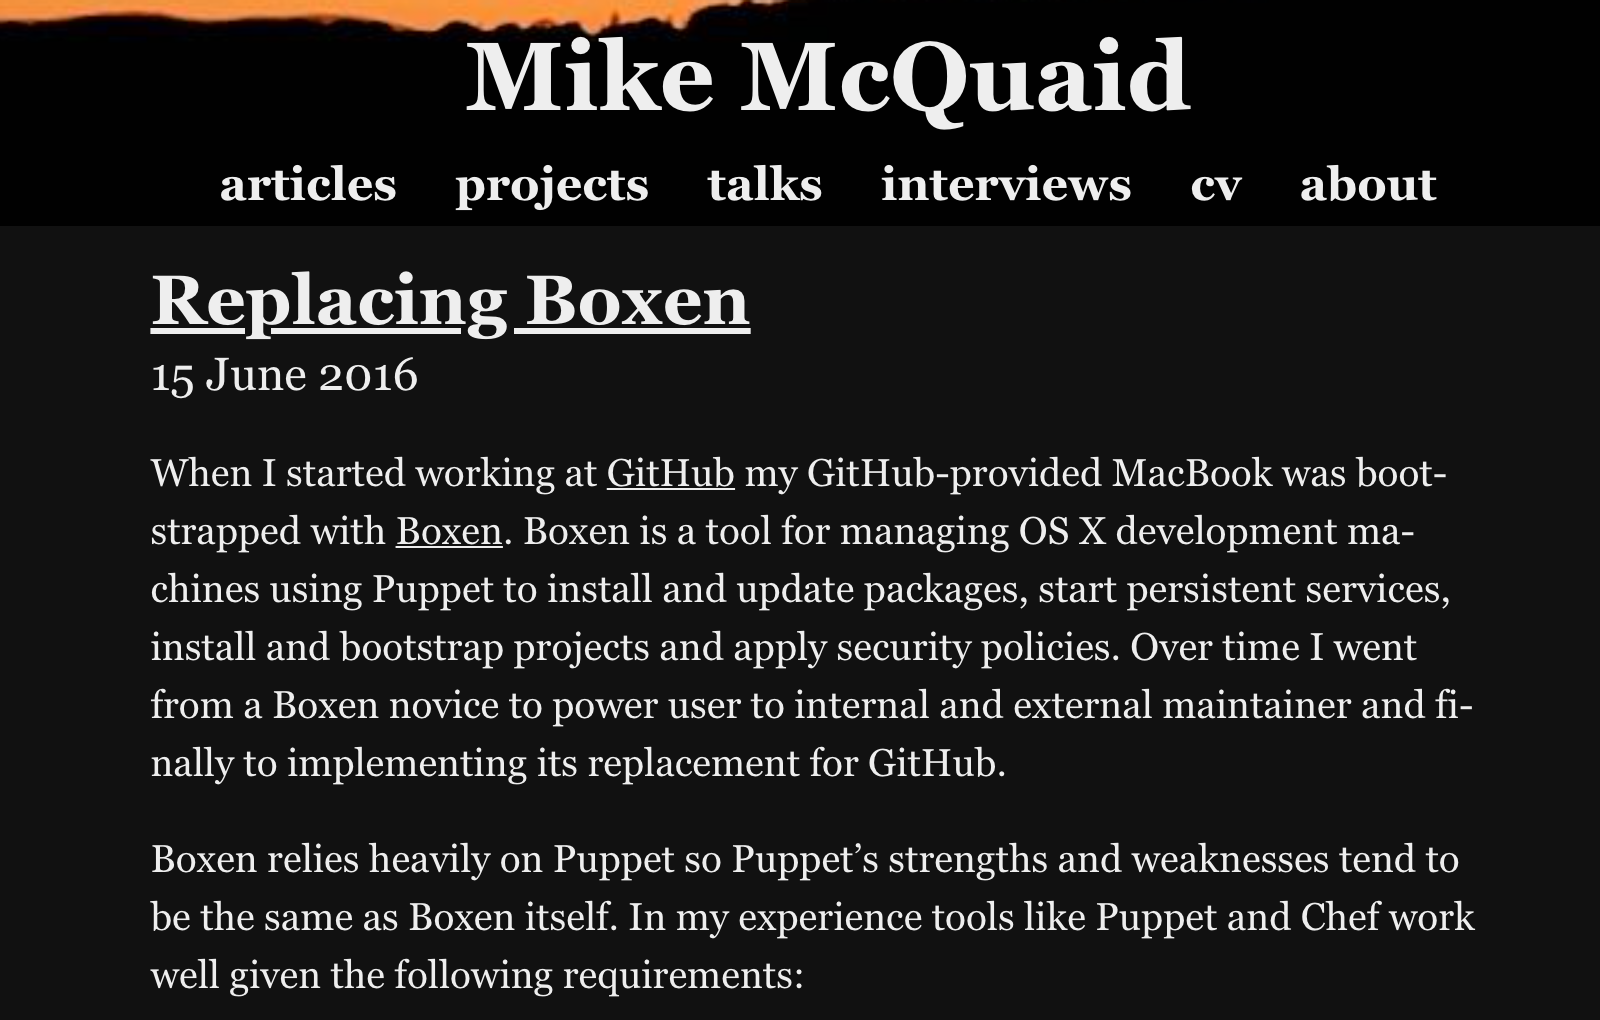 Mike McQuaid
articles projects talks interviews cv about
Replacing Boxen
15 June 2016
When I started working at GitHub my GitHub-provided MacBook was boot-
strapped with Boxen. Boxen is a tool for managing OS X development ma-
chines using Puppet to install and update packages, start persistent services,
install and bootstrap projects and apply security policies. Over time I went
from a Boxen novice to power user to internal and external maintainer and fi-
nally to implementing its replacement for GitHub.
Boxen relies heavily on Puppet so Puppet’s strengths and weaknesses tend to
be the same as Boxen itself. In my experience tools like Puppet and Chef work
well given the following requirements: